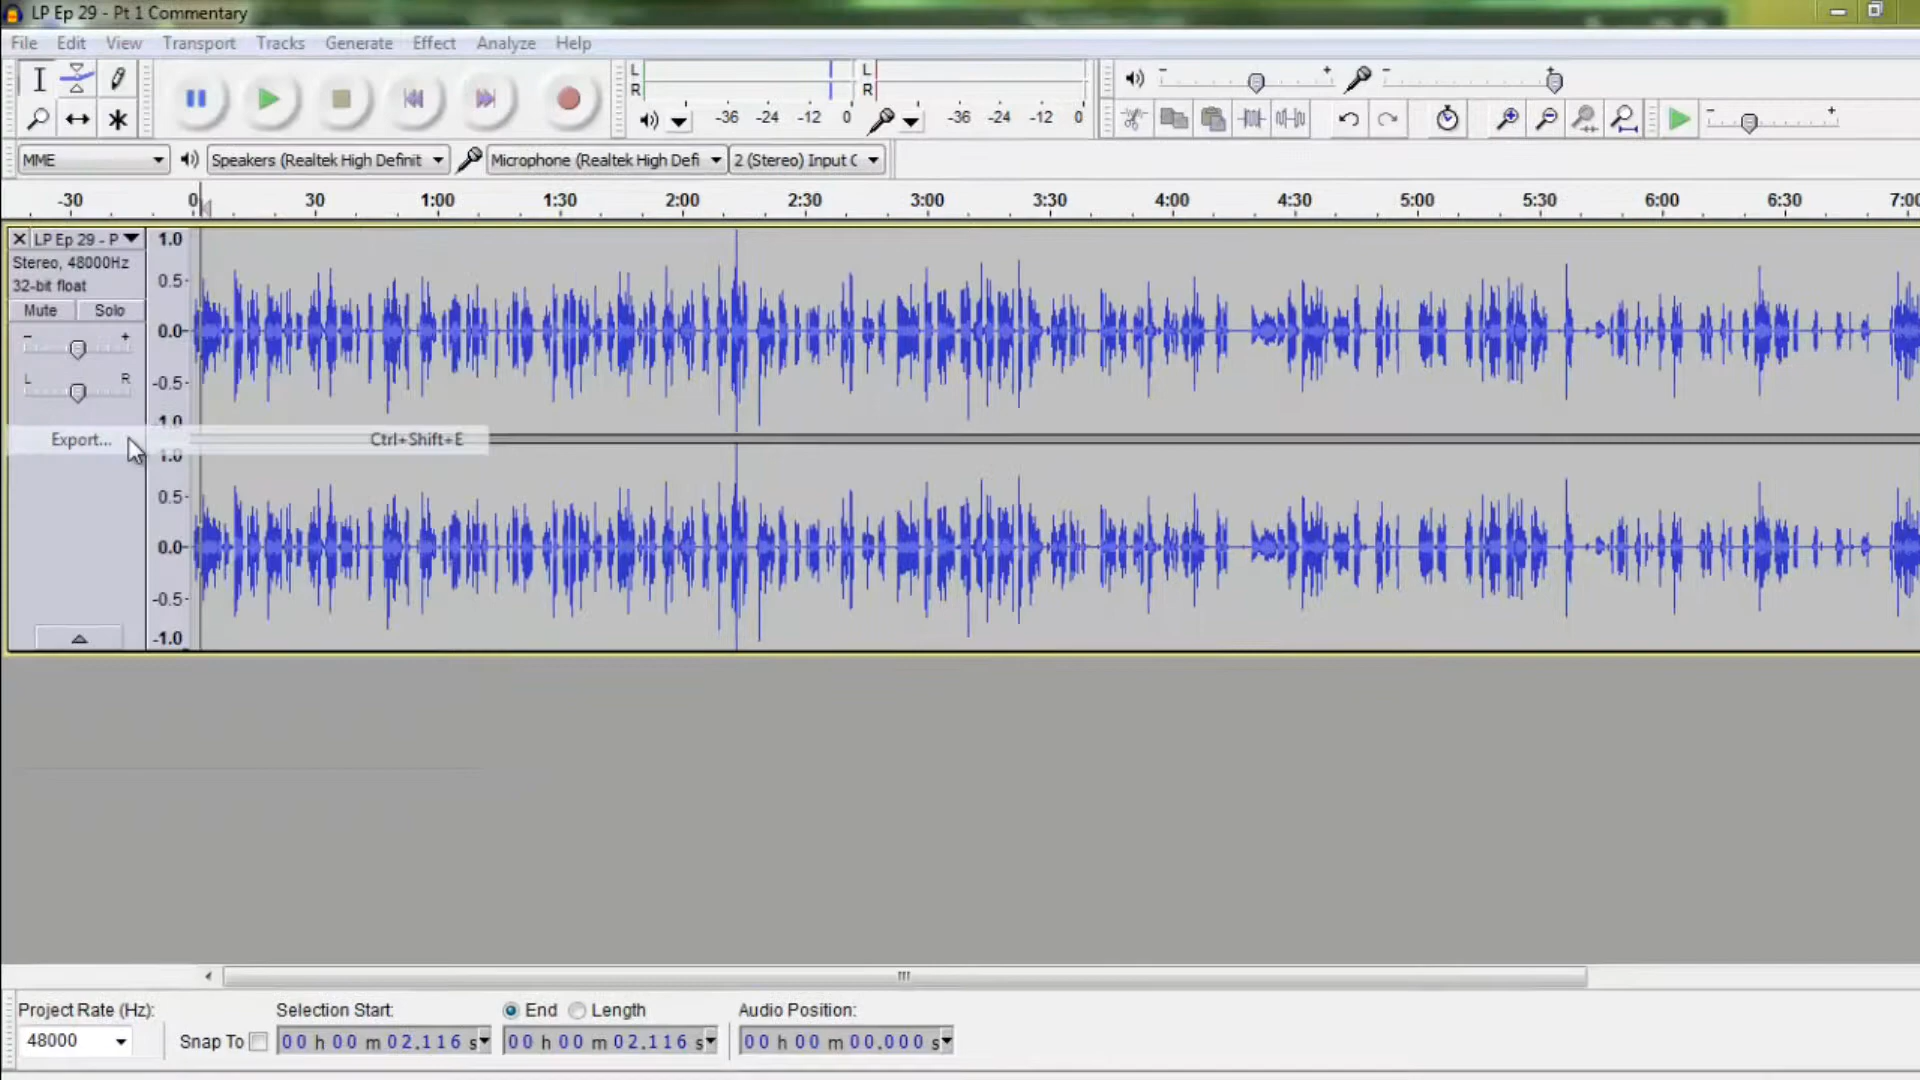 LP Ep 29 - Pt 1 Commentary
File Edit View Transport Tracks Generate Effect Analyze Help
L
R
-36 -24 -12 0
L
R
-36 -24 -12 0
MME Speakers (Realtek High Definit Microphone (Realtek High Defi 2 (Stereo) Input C
-30 0 30 1:00 1:30 2:00 2:30 3:00 3:30 4:00 4:30 5:00 5:30 6:00 6:30 7:00
LP Ep 29 - P
Stereo, 48000Hz
32-bit float
Mute Solo
- +
L R
1.0
0.5-
0.0-
-0.5-
-1.0
Export... Ctrl+Shift+E
1.0
0.5-
0.0-
-0.5-
-1.0
Project Rate (Hz): Selection Start: End Length Audio Position:
48000 Snap To 00 h 00 m 02.116 s 00 h 00 m 02.116 s 00 h 00 m 00.000 s